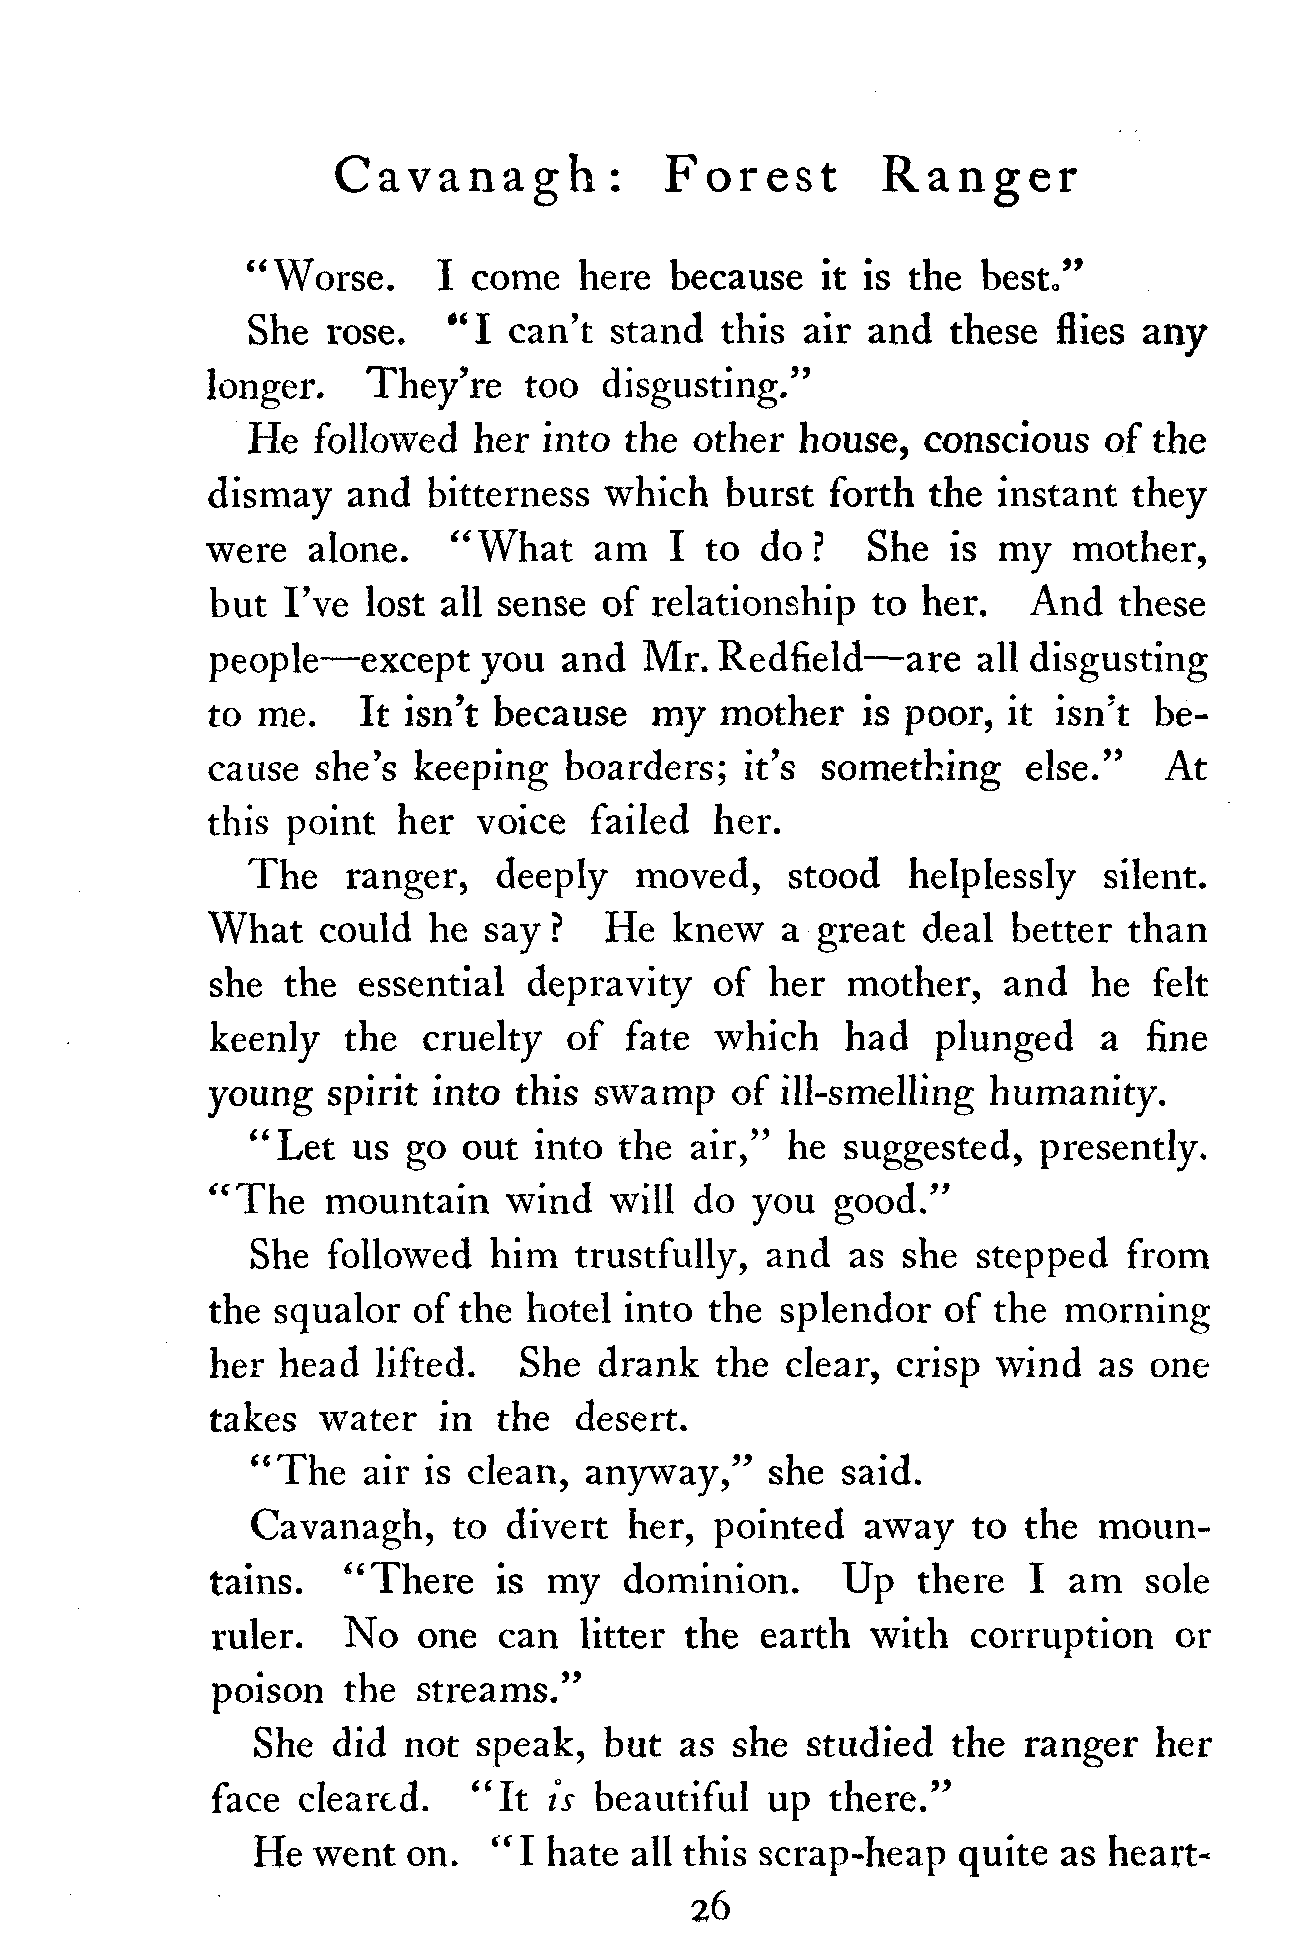 Cavanagh: Forest Ranger
"Worse. I come here because it is the best."
She rose. "I can't stand this air and these flies any
longer. They're too disgusting."
He followed her into the other house, conscious of the
dismay and bitterness which burst forth the instant they
were alone. "What am I to do? She is my mother,
but I've lost all sense of relationship to her. And these
people—except you and Mr. Redfield—are all disgusting
to me. It isn't because my mother is poor, it isn't be-
cause she's keeping boarders; it's something else." At
this point her voice failed her.
The ranger, deeply moved, stood helplessly silent.
What could he say? He knew a great deal better than
she the essential depravity of her mother, and he felt
keenly the cruelty of fate which had plunged a fine
young spirit into this swamp of ill-smelling humanity.
"Let us go out into the air," he suggested, presently.
"The mountain wind will do you good."
She followed him trustfully, and as she stepped from
the squalor of the hotel into the splendor of the morning
her head lifted. She drank the clear, crisp wind as one
takes water in the desert.
"The air is clean, anyway," she said.
Cavanagh, to divert her, pointed away to the moun-
tains. "There is my dominion. Up there I am sole
ruler. No one can litter the earth with corruption or
poison the streams."
She did not speak, but as she studied the ranger her
face cleared. "It is beautiful up there."
He went on. "I hate all this scrap-heap quite as heart-
26